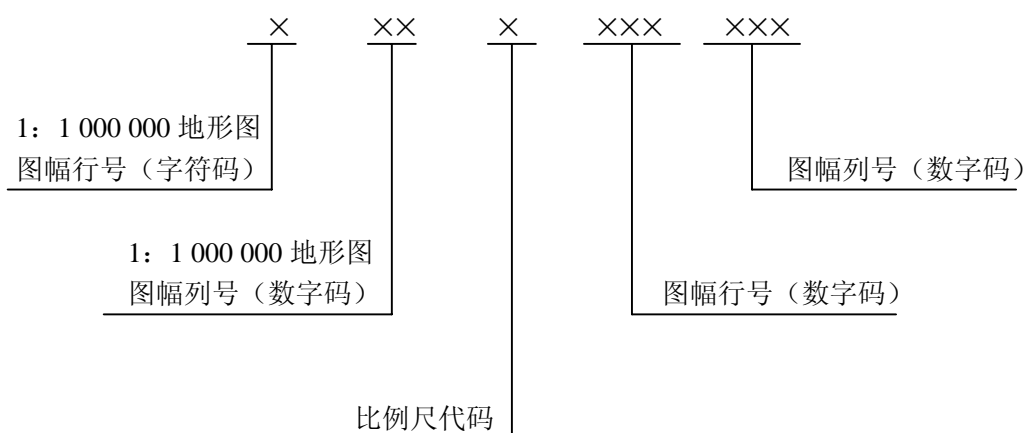 × ×× × ××× ×××
1：1 000 000 地形图
图幅行号（字符码）
图幅列号（数字码）
1：1 000 000 地形图
图幅列号（数字码）
图幅行号（数字码）
比例尺代码